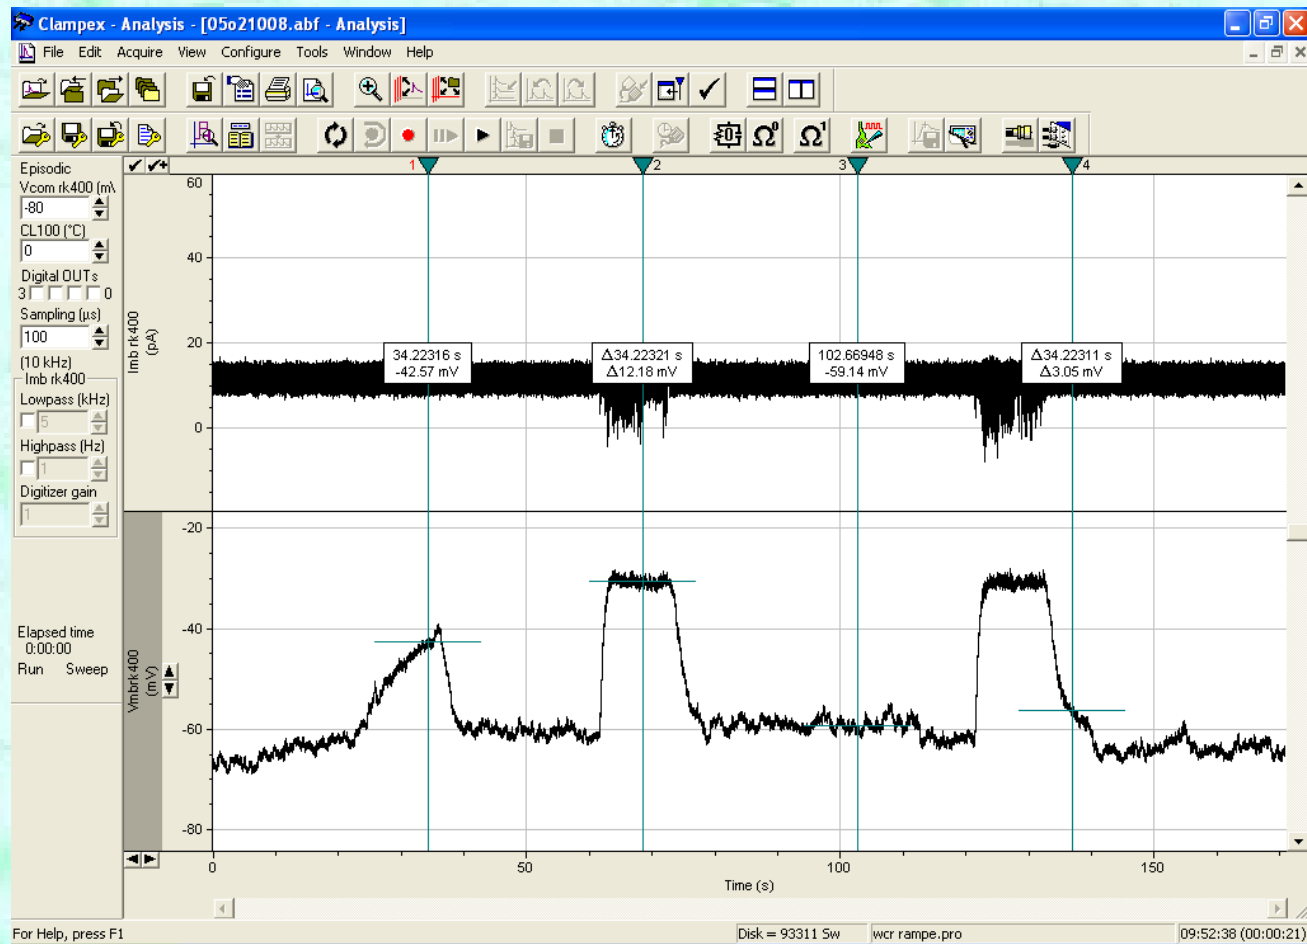 Clampex - Analysis - [05o21008.abf - Analysis]
File Edit Acquire View Configure Tools Window Help
Episodic
Vcom rk400 (m\
-80
CL100 (°C)
0
Digital OUTs
3 0
Sampling (µs)
100
(10 kHz)
Imb rk400
Lowpass (kHz)
5
Highpass (Hz)
1
Digitizer gain
1
Elapsed time
0:00:00
Run Sweep
1 2 3 4
Imb rk400
(pA)
60
40
20
0
34.22316 s
-42.57 mV
Δ34.22321 s
Δ12.18 mV
102.66948 s
-59.14 mV
Δ34.22311 s
Δ3.05 mV
Vmbrk400
(mV)
-20
-40
-60
-80
0 50 100 150
Time (s)
For Help, press F1 Disk = 93311 Sw wcr rampe.pro 09:52:38 (00:00:21)